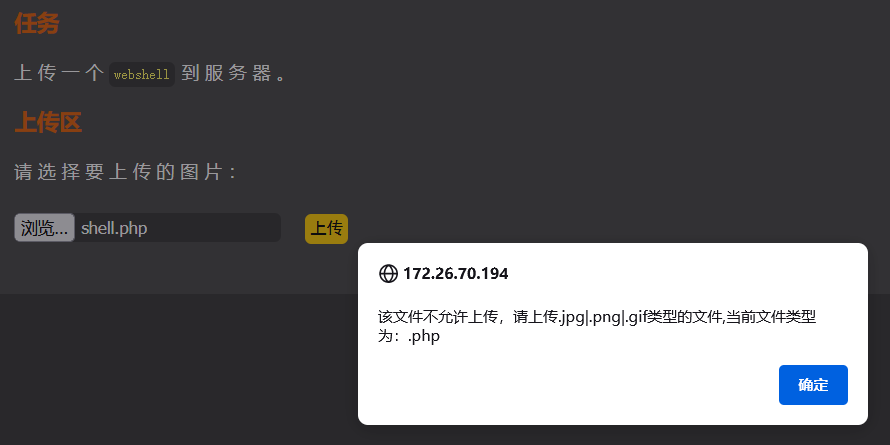 任务
上传一个 webshell 到服务器。
上传区
请选择要上传的图片：
浏览... shell.php 上传
172.26.70.194
该文件不允许上传，请上传.jpg|.png|.gif类型的文件,当前文件类型
为：.php
确定